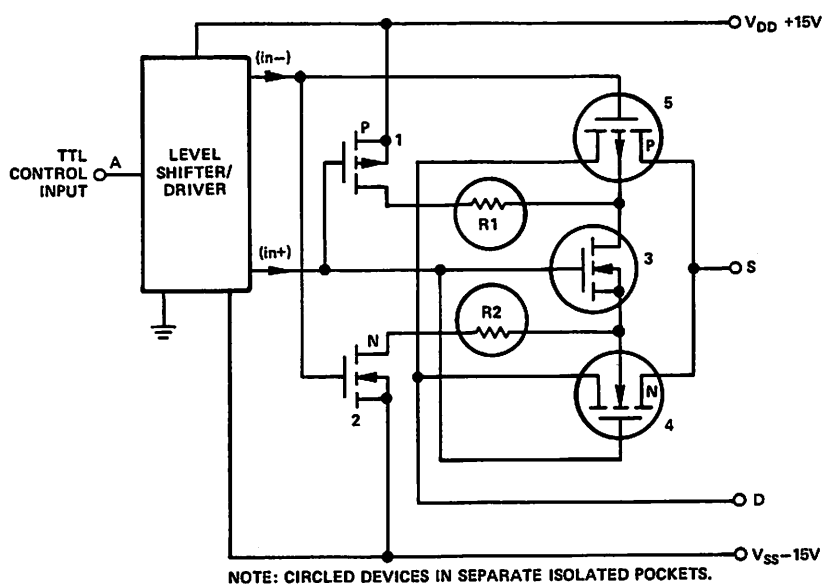 V_DD +15V
(in−)
5
P
1
P
TTL
CONTROL
INPUT
A
LEVEL
SHIFTER/
DRIVER
R1
(in+)
3
S
R2
N
N
2
4
D
V_SS−15V
NOTE: CIRCLED DEVICES IN SEPARATE ISOLATED POCKETS.